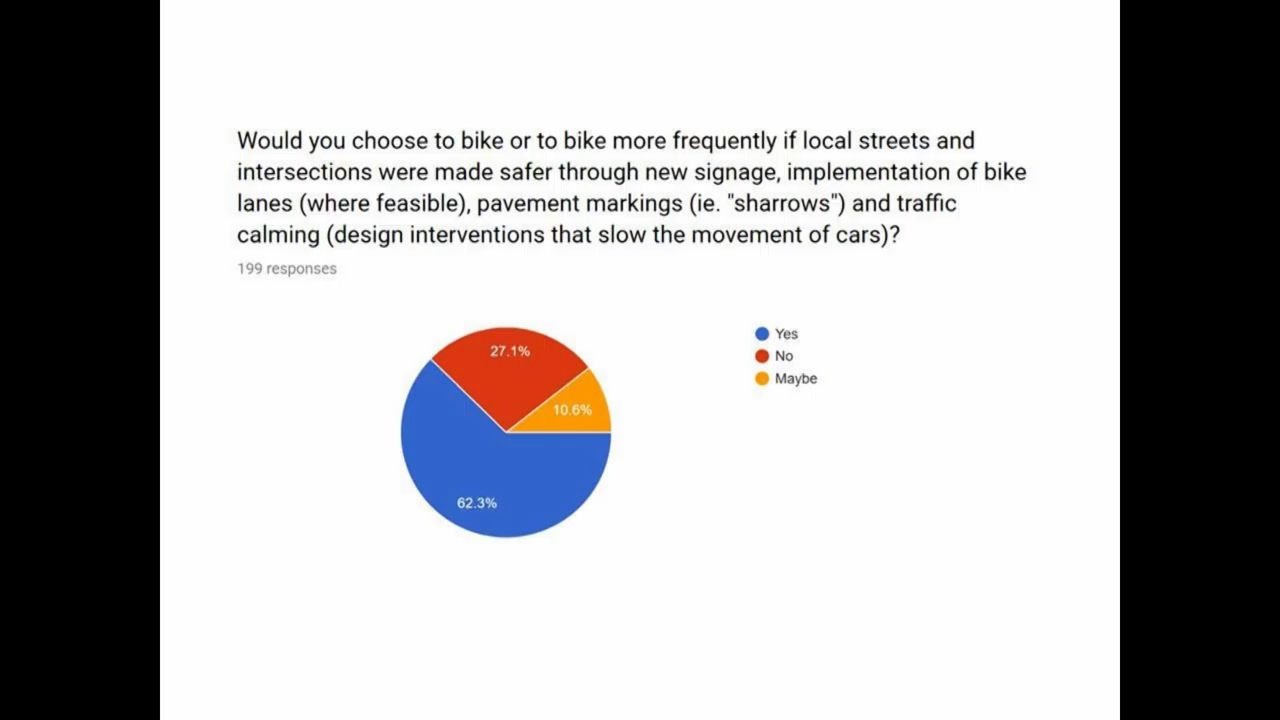 Would you choose to bike or to bike more frequently if local streets and
intersections were made safer through new signage, implementation of bike
lanes (where feasible), pavement markings (ie. "sharrows") and traffic
calming (design interventions that slow the movement of cars)?
199 responses
27.1%
10.6%
62.3%
Yes
No
Maybe